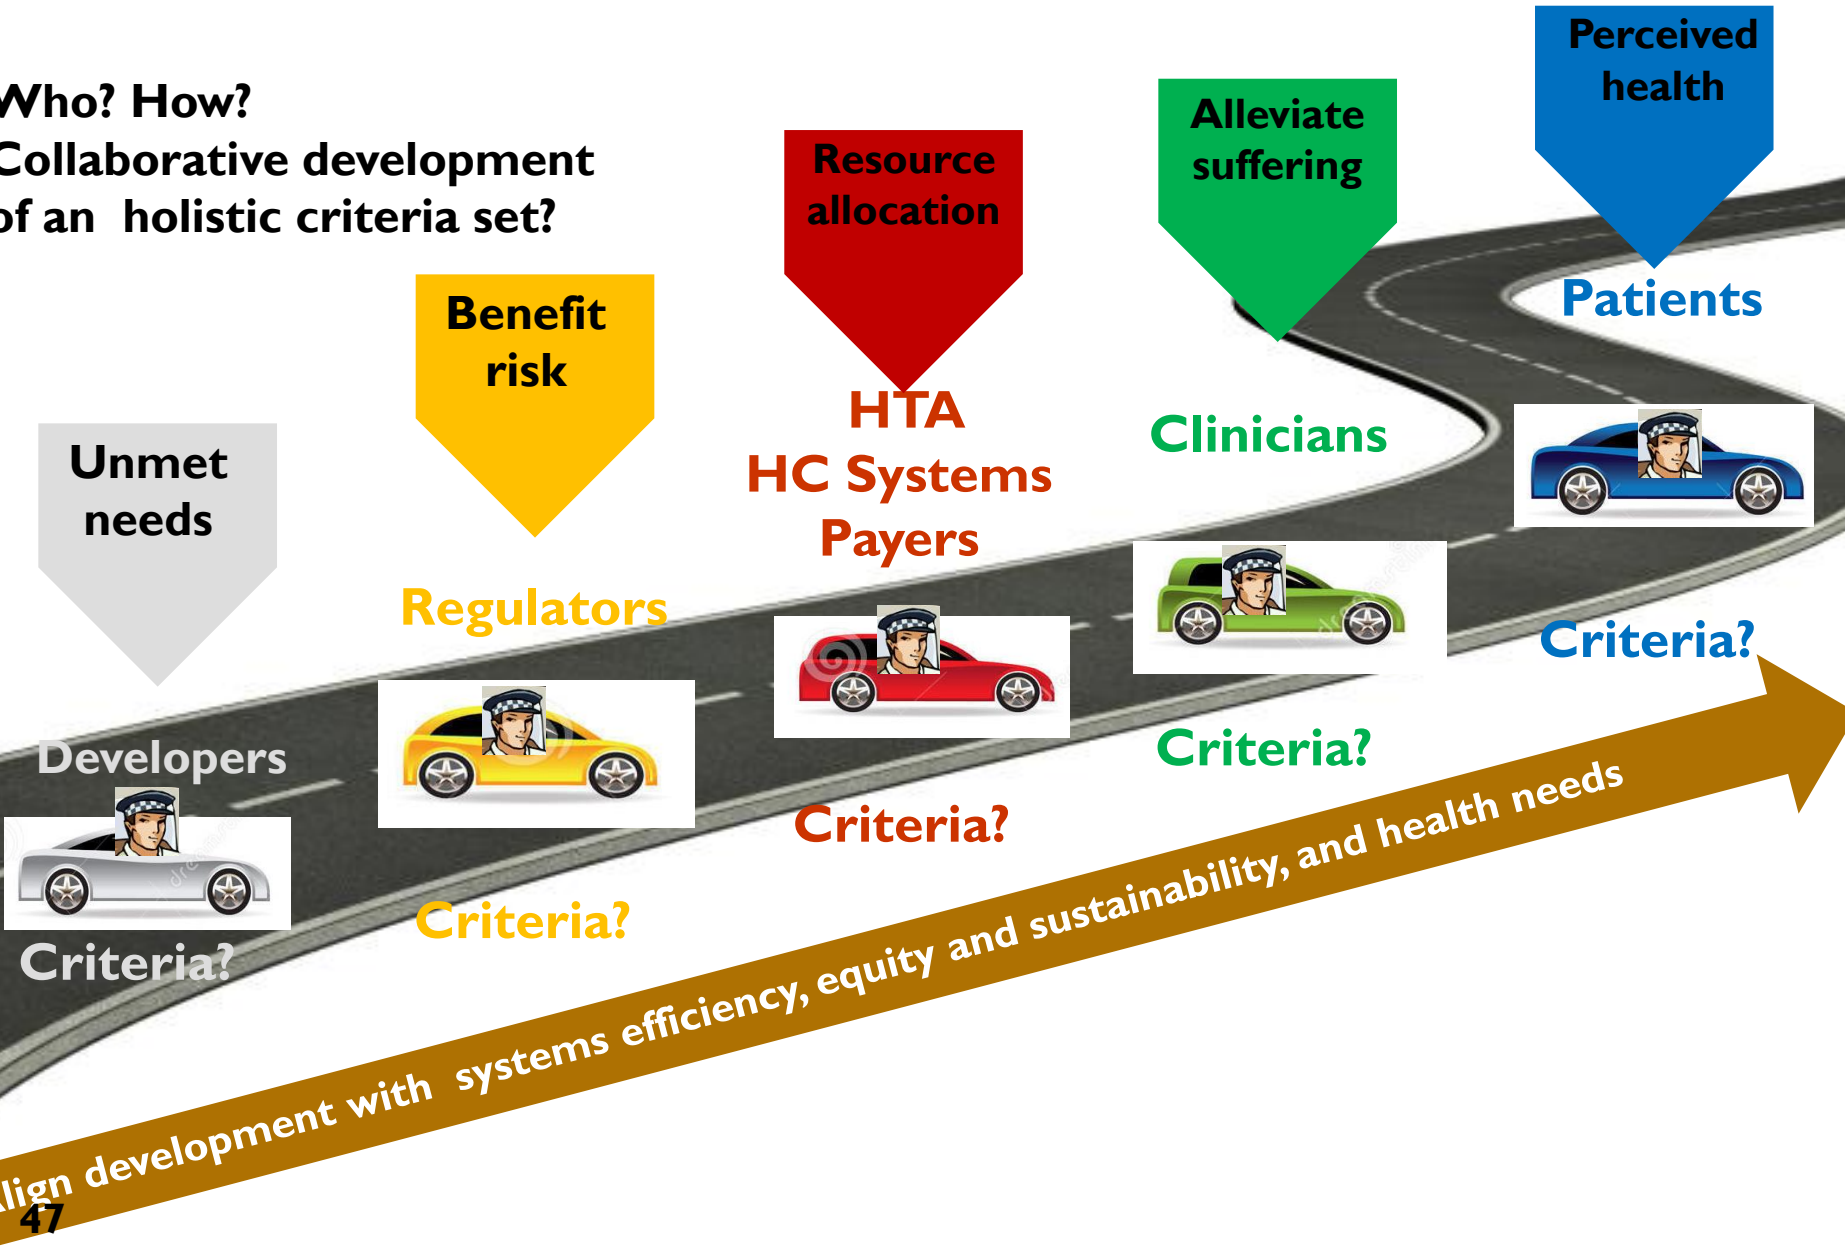 Who? How?
Collaborative development
of an holistic criteria set?
Perceived
health
Patients
Criteria?
Alleviate
suffering
Clinicians
Criteria?
Resource
allocation
HTA
HC Systems
Payers
Criteria?
Benefit
risk
Regulators
Criteria?
Unmet
needs
Developers
Criteria?
lign development with systems efficiency, equity and sustainability, and health needs
47